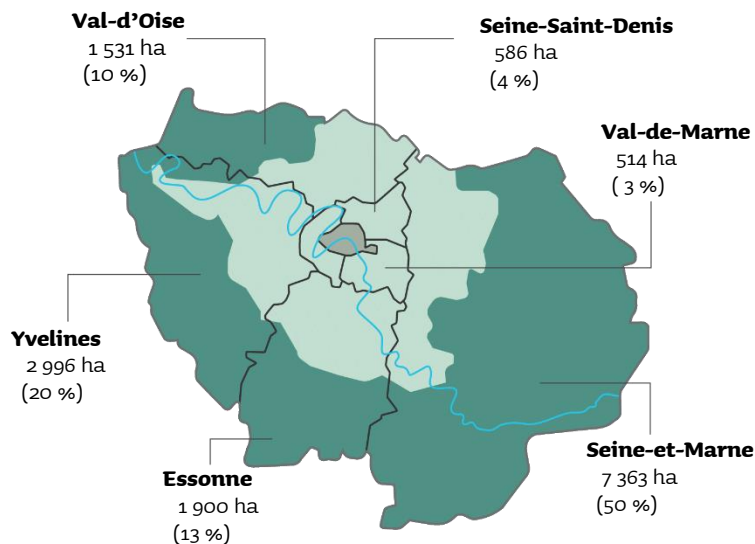 Val-d’Oise
1 531 ha
(10 %)
Seine-Saint-Denis
586 ha
(4 %)
Val-de-Marne
514 ha
( 3 %)
Yvelines
2 996 ha
(20 %)
Essonne
1 900 ha
(13 %)
Seine-et-Marne
7 363 ha
(50 %)